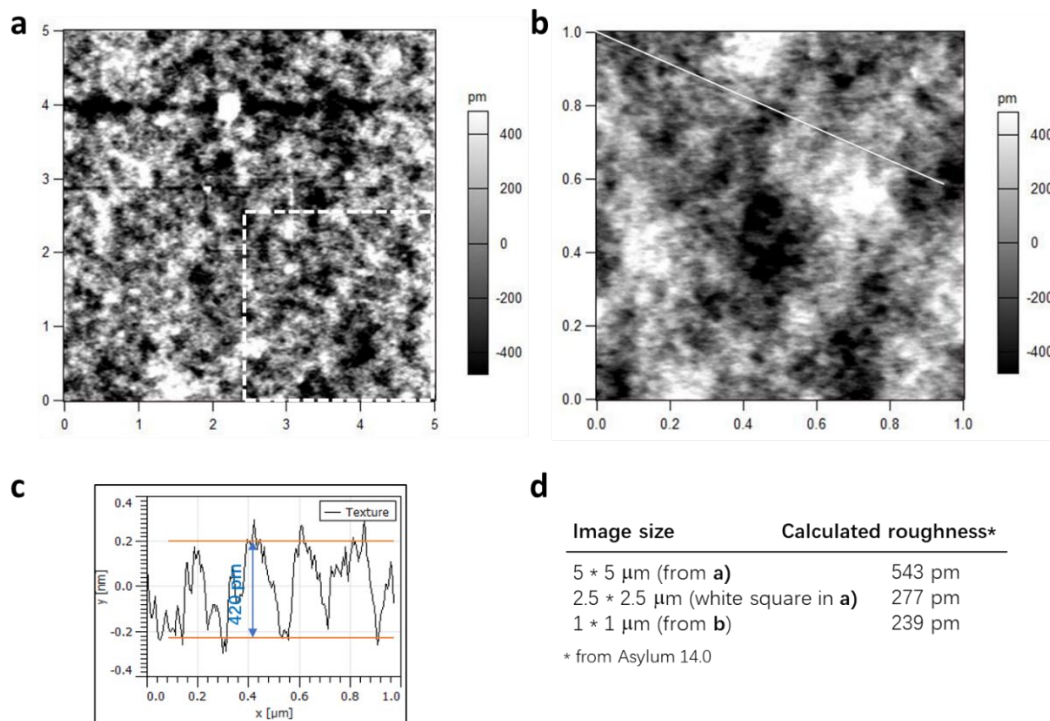 a
5
4
3
2
1
0
0 1 2 3 4 5
pm
400
200
0
-200
-400
b
1.0
0.8
0.6
0.4
0.2
0.0
0.0 0.2 0.4 0.6 0.8 1.0
pm
400
200
0
-200
-400
c
0.4
0.2
0.0
-0.2
-0.4
y [nm]
Texture
420 pm
0.0 0.2 0.4 0.6 0.8 1.0
x [µm]
d
Image size Calculated roughness*
5 * 5 µm (from a) 543 pm
2.5 * 2.5 µm (white square in a) 277 pm
1 * 1 µm (from b) 239 pm
* from Asylum 14.0